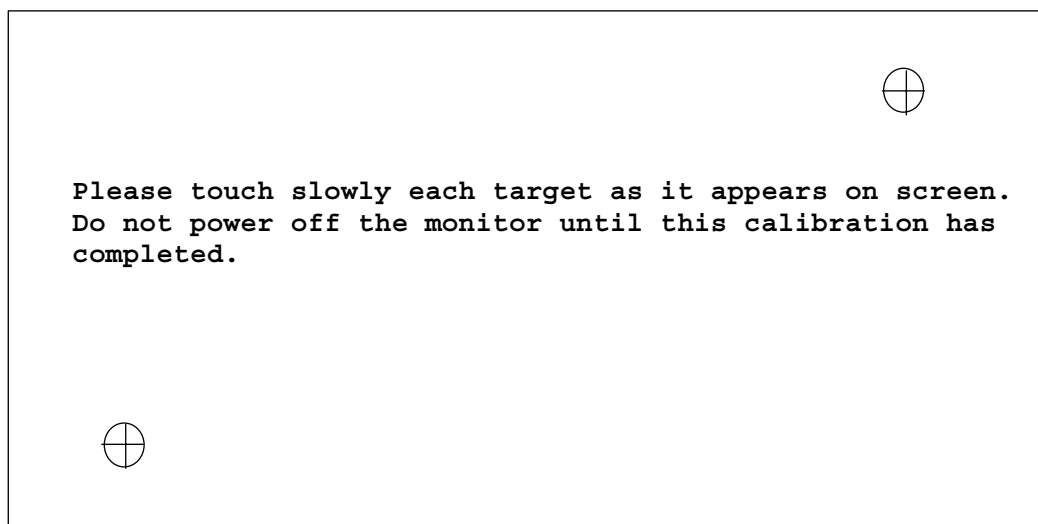 Please touch slowly each target as it appears on screen.
Do not power off the monitor until this calibration has
completed.